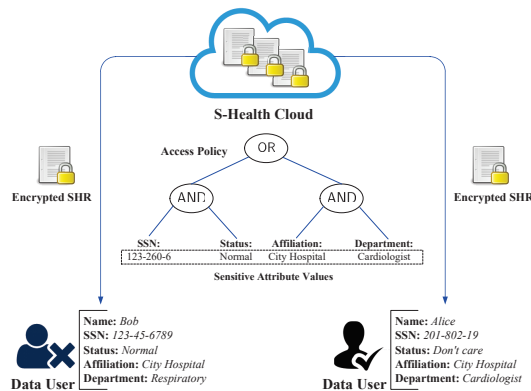 S-Health Cloud
Access Policy
OR
Encrypted SHR
Encrypted SHR
AND
AND
SSN: Status: Affiliation: Department:
123-260-6 Normal City Hospital Cardiologist
Sensitive Attribute Values
Name: Bob
SSN: 123-45-6789
Status: Normal
Affiliation: City Hospital
Department: Respiratory
Data User
Name: Alice
SSN: 201-802-19
Status: Don't care
Affiliation: City Hospital
Department: Cardiologist
Data User